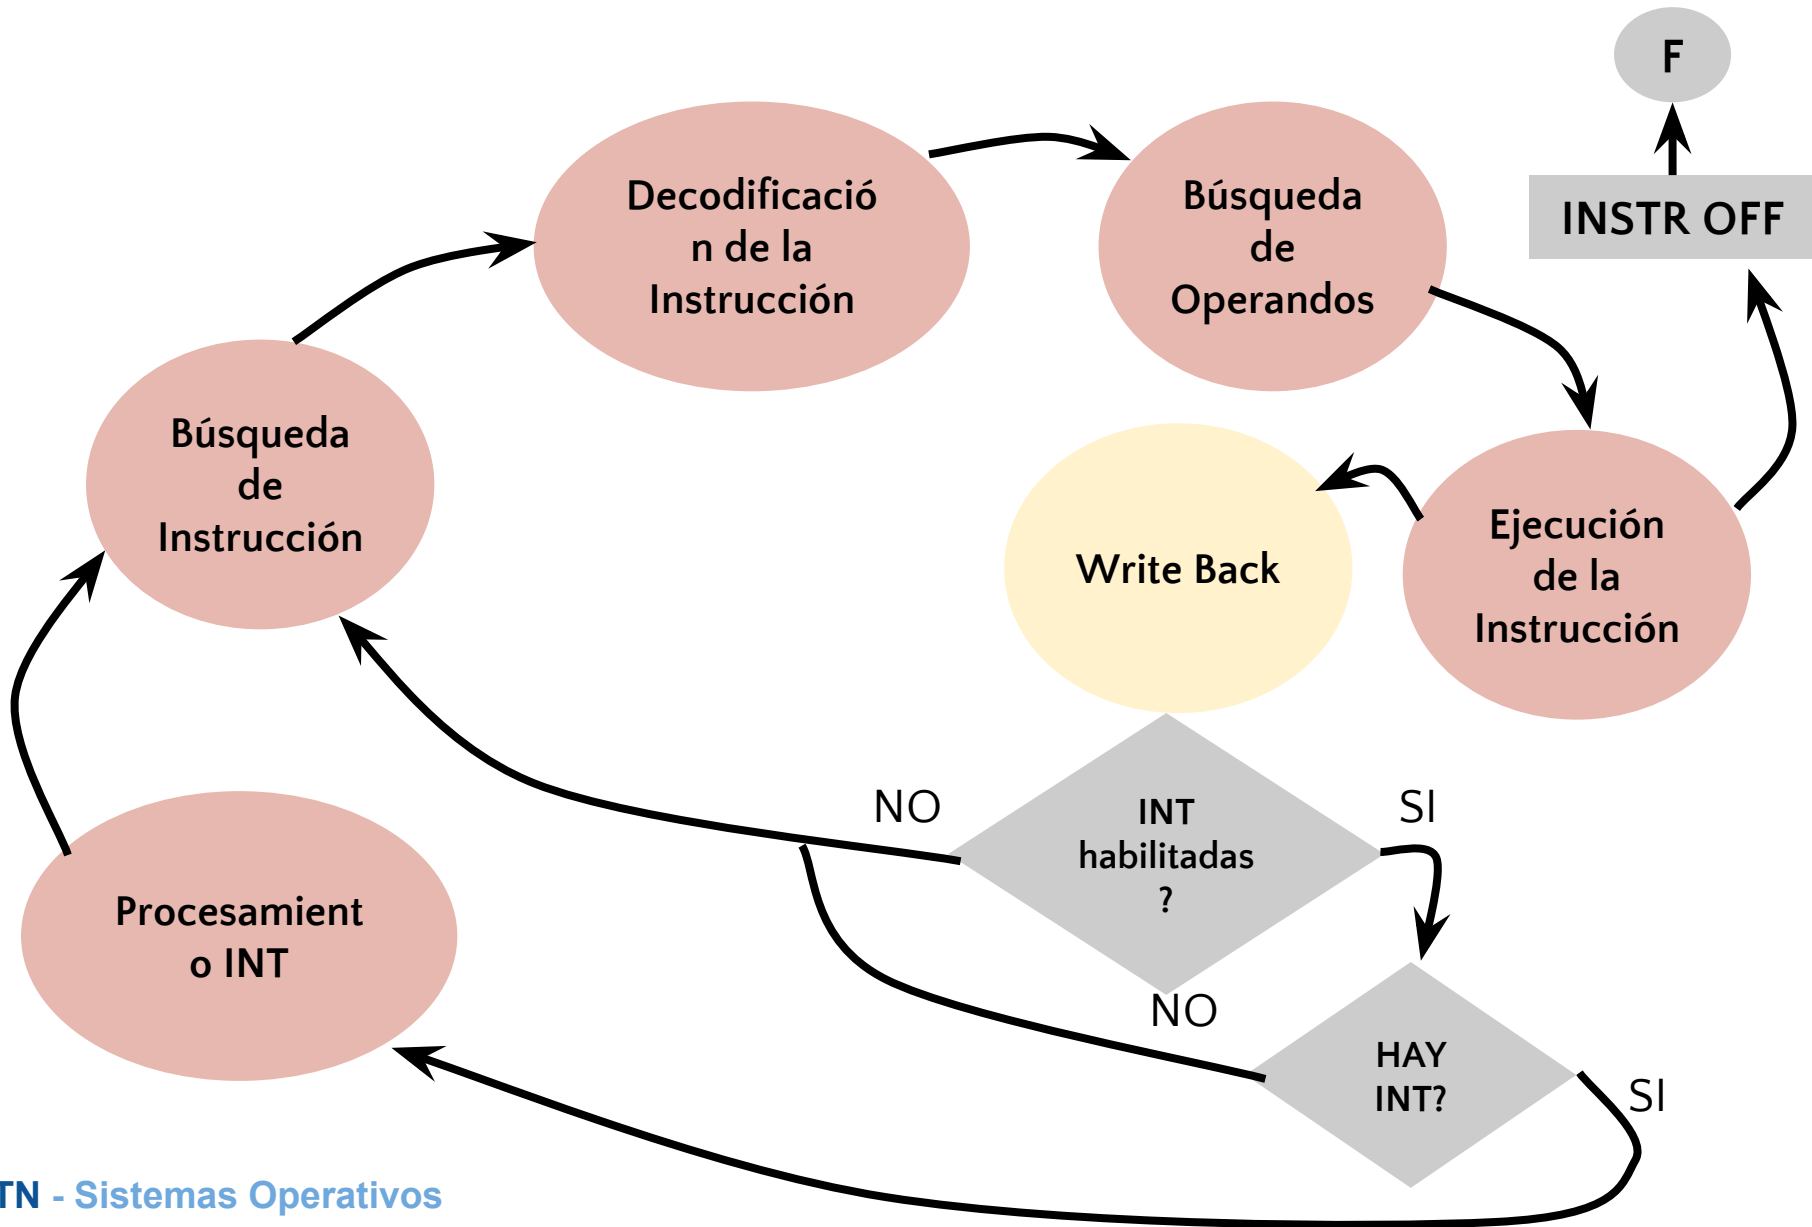 F
INSTR OFF
Decodificació
n de la
Instrucción
Búsqueda
de
Operandos
Búsqueda
de
Instrucción
Ejecución
de la
Instrucción
Write Back
NO
INT
habilitadas
?
SI
Procesamient
o INT
NO
HAY
INT?
SI
TN - Sistemas Operativos